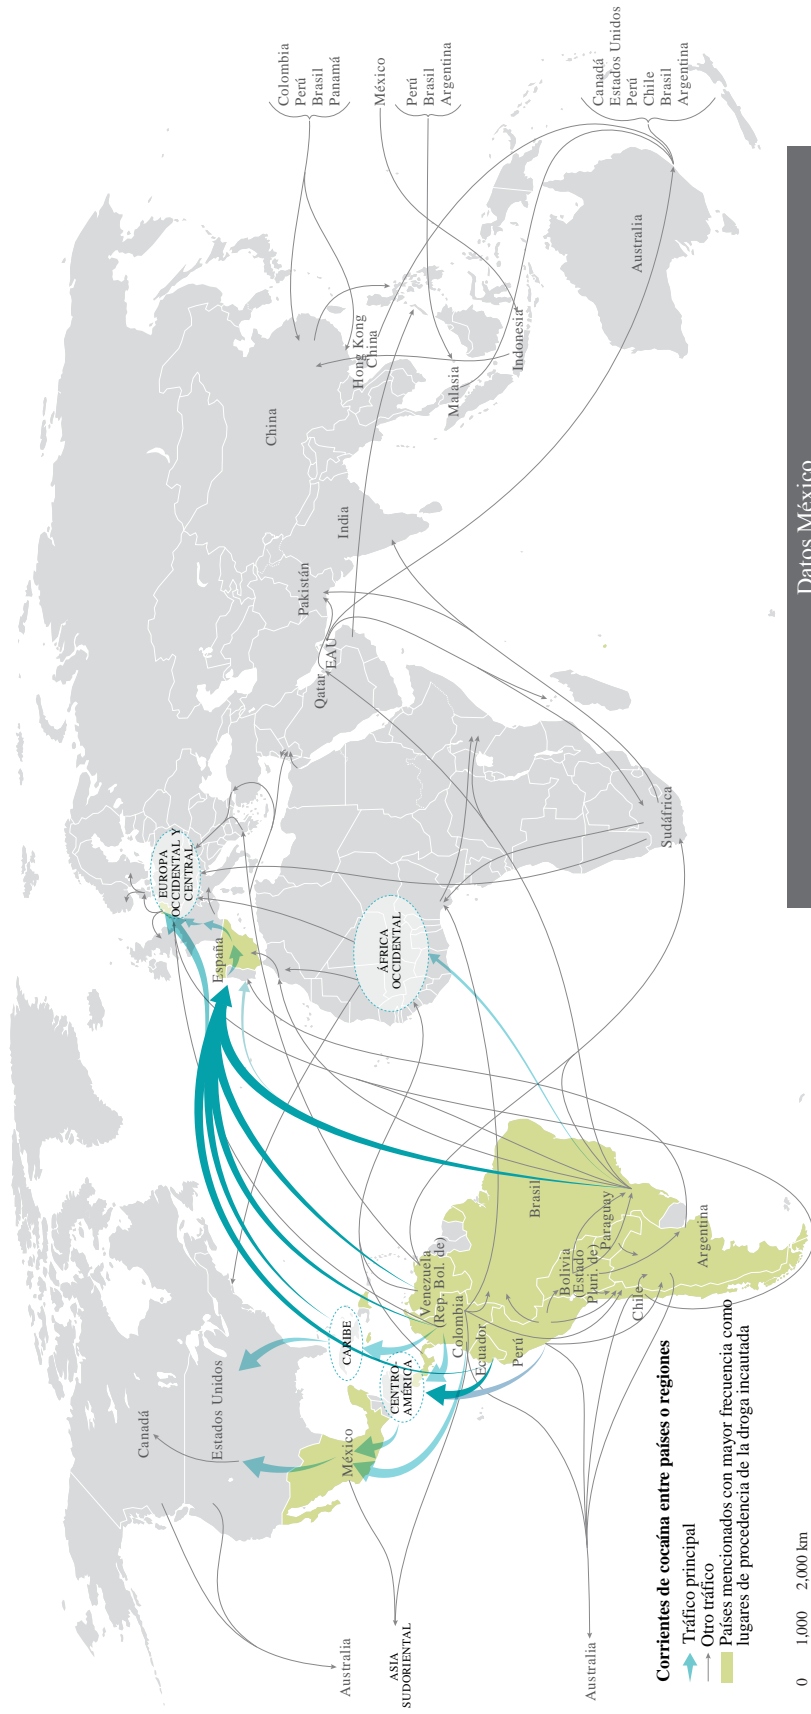 Canadá
Estados Unidos
México
CENTRO-
AMÉRICA
CARIBE
Venezuela
(Rep. Bol. de)
Colombia
Ecuador
Perú
Brasil
Bolivia
(Estado
Pluri. de)
Paraguay
Chile
Argentina
Australia
ASIA
SUDORIENTAL
Australia
EUROPA
OCCIDENTAL Y
CENTRAL
España
ÁFRICA
OCCIDENTAL
Sudáfrica
Qatar
EAU
Pakistán
India
China
Hong Kong
China
Malasia
Indonesia
Australia
Colombia
Perú
Brasil
Panamá
México
Perú
Brasil
Argentina
Canadá
Estados Unidos
Perú
Chile
Brasil
Argentina
Corrientes de cocaína entre países o regiones
Tráfico principal
Otro tráfico
Países mencionados con mayor frecuencia como
lugares de procedencia de la droga incautada
0 1,000 2,000 km
Datos México